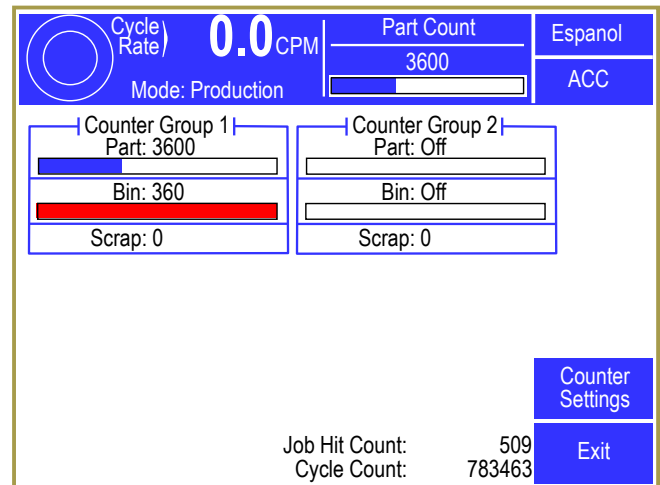 Cycle
Rate
0.0 CPM
Mode: Production
Part Count
3600
Espanol
ACC
Counter Group 1
Part: 3600
Bin: 360
Scrap: 0
Counter Group 2
Part: Off
Bin: Off
Scrap: 0
Counter
Settings
Job Hit Count: 509
Cycle Count: 783463
Exit